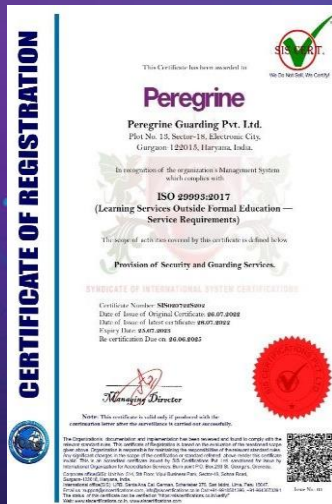 CERTIFICATE OF REGISTRATION
SIS CERT.
We Do Not Sell, We Certify!
This Certificate has been awarded to
Peregrine
Peregrine Guarding Pvt. Ltd.
Plot No. 13, Sector-18, Electronic City,
Gurgaon-122015, Haryana, India.
In recognition of the organization's Management System
which complies with
ISO 29993:2017
(Learning Services Outside Formal Education —
Service Requirements)
The scope of activities covered by this certificate is defined below
Provision of Security and Guarding Services.
SYNDICATE OF INTERNATIONAL SYSTEM CERTIFICATIONS
Date of Issue of Original Certificate: 26.07.2022
Date of Issue of latest certificate: 26.07.2022
Expiry Date: 25.07.2023
Re-certification Due on: 26.06.2025
Managing Director
Note: This certificate is valid only if produced with the
continuation letter after the surveillance is carried out successfully.